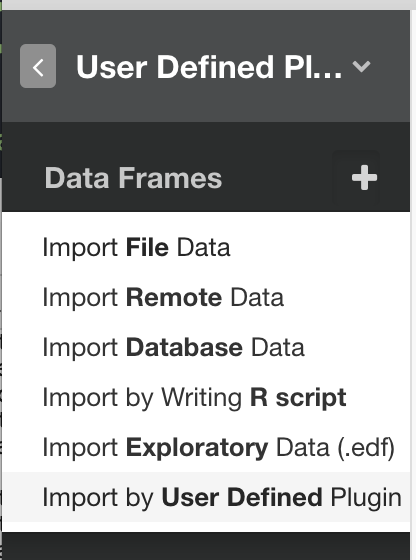 User Defined Pl...
Data Frames
Import File Data
Import Remote Data
Import Database Data
Import by Writing R script
Import Exploratory Data (.edf)
Import by User Defined Plugin